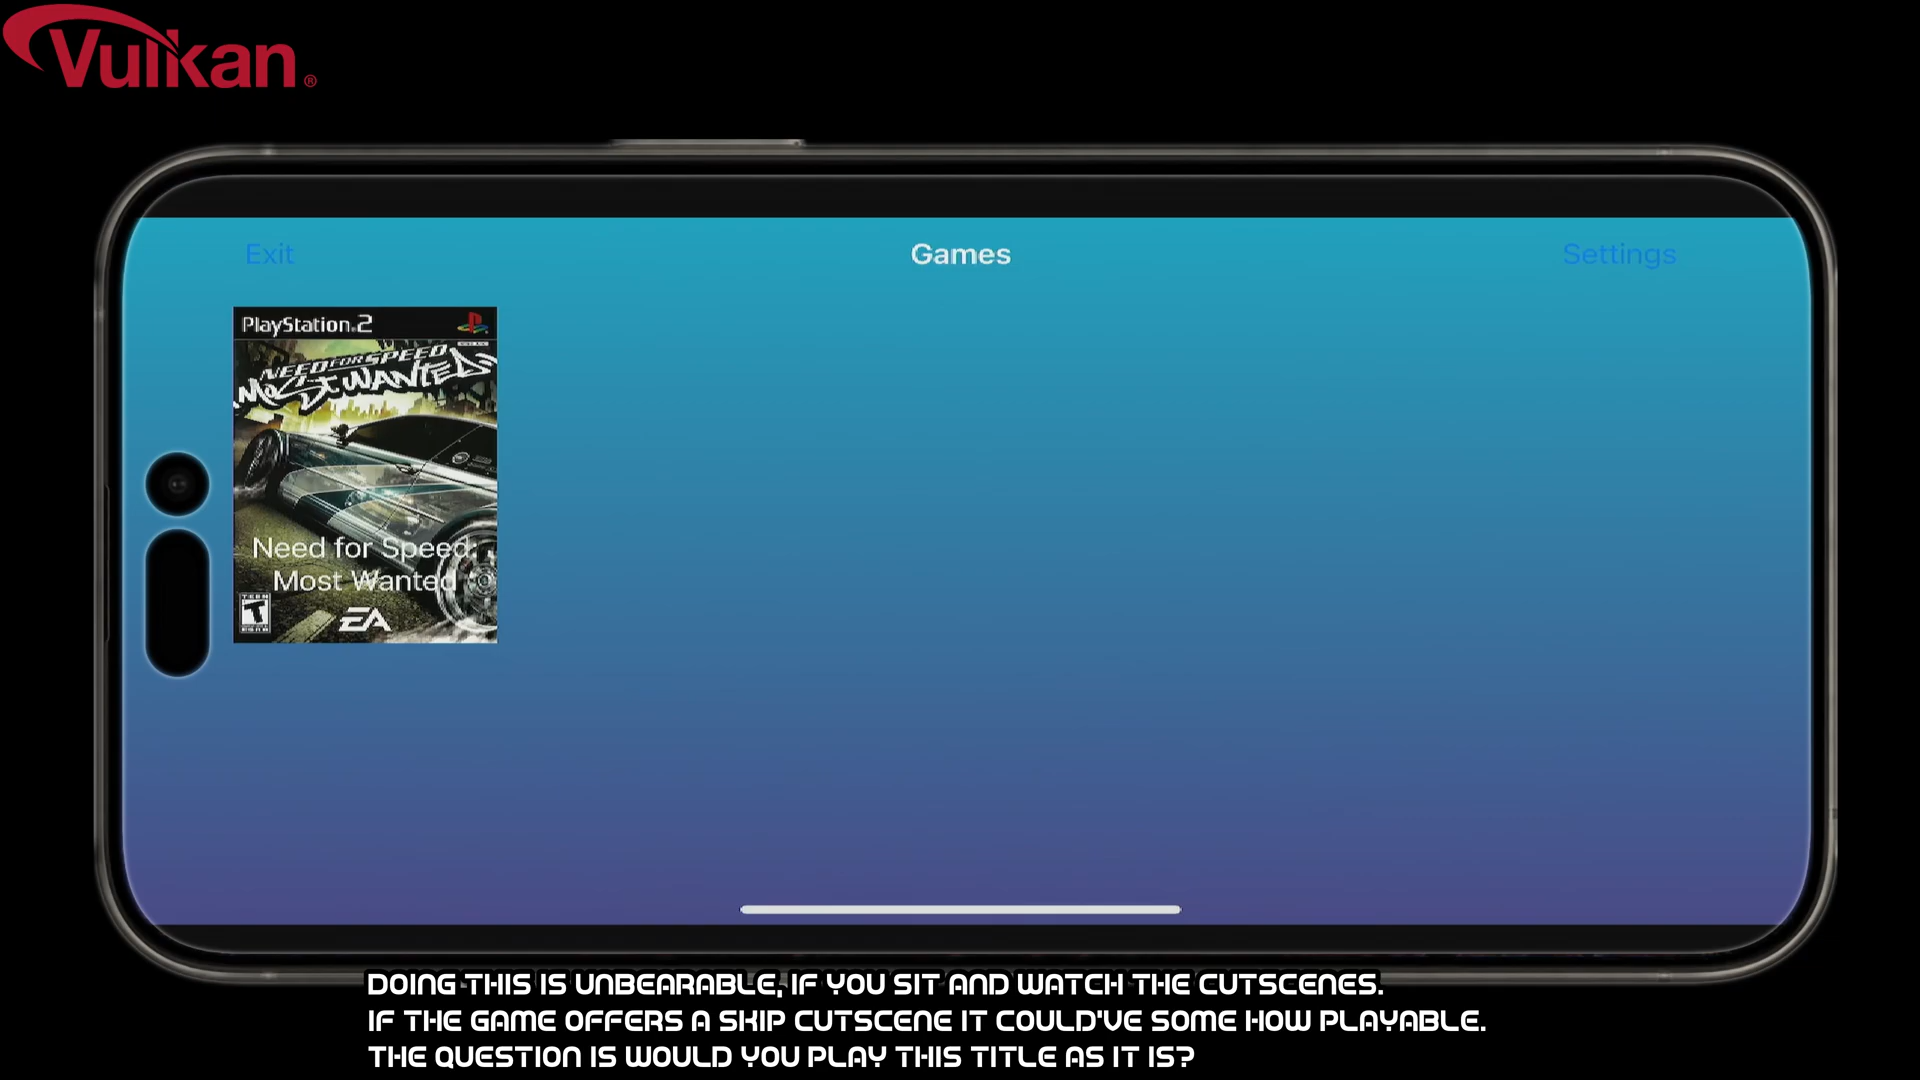 Vulkan®
Exit
Games
Settings
PlayStation.2
NEED FOR SPEED
MOST WANTED
Need for Speed:
Most Wanted
TEEN
T
ESRB
EA
DOING THIS IS UNBEARABLE, IF YOU SIT AND WATCH THE CUTSCENES.
IF THE GAME OFFERS A SKIP CUTSCENE IT COULD'VE SOME HOW PLAYABLE.
THE QUESTION IS WOULD YOU PLAY THIS TITLE AS IT IS?